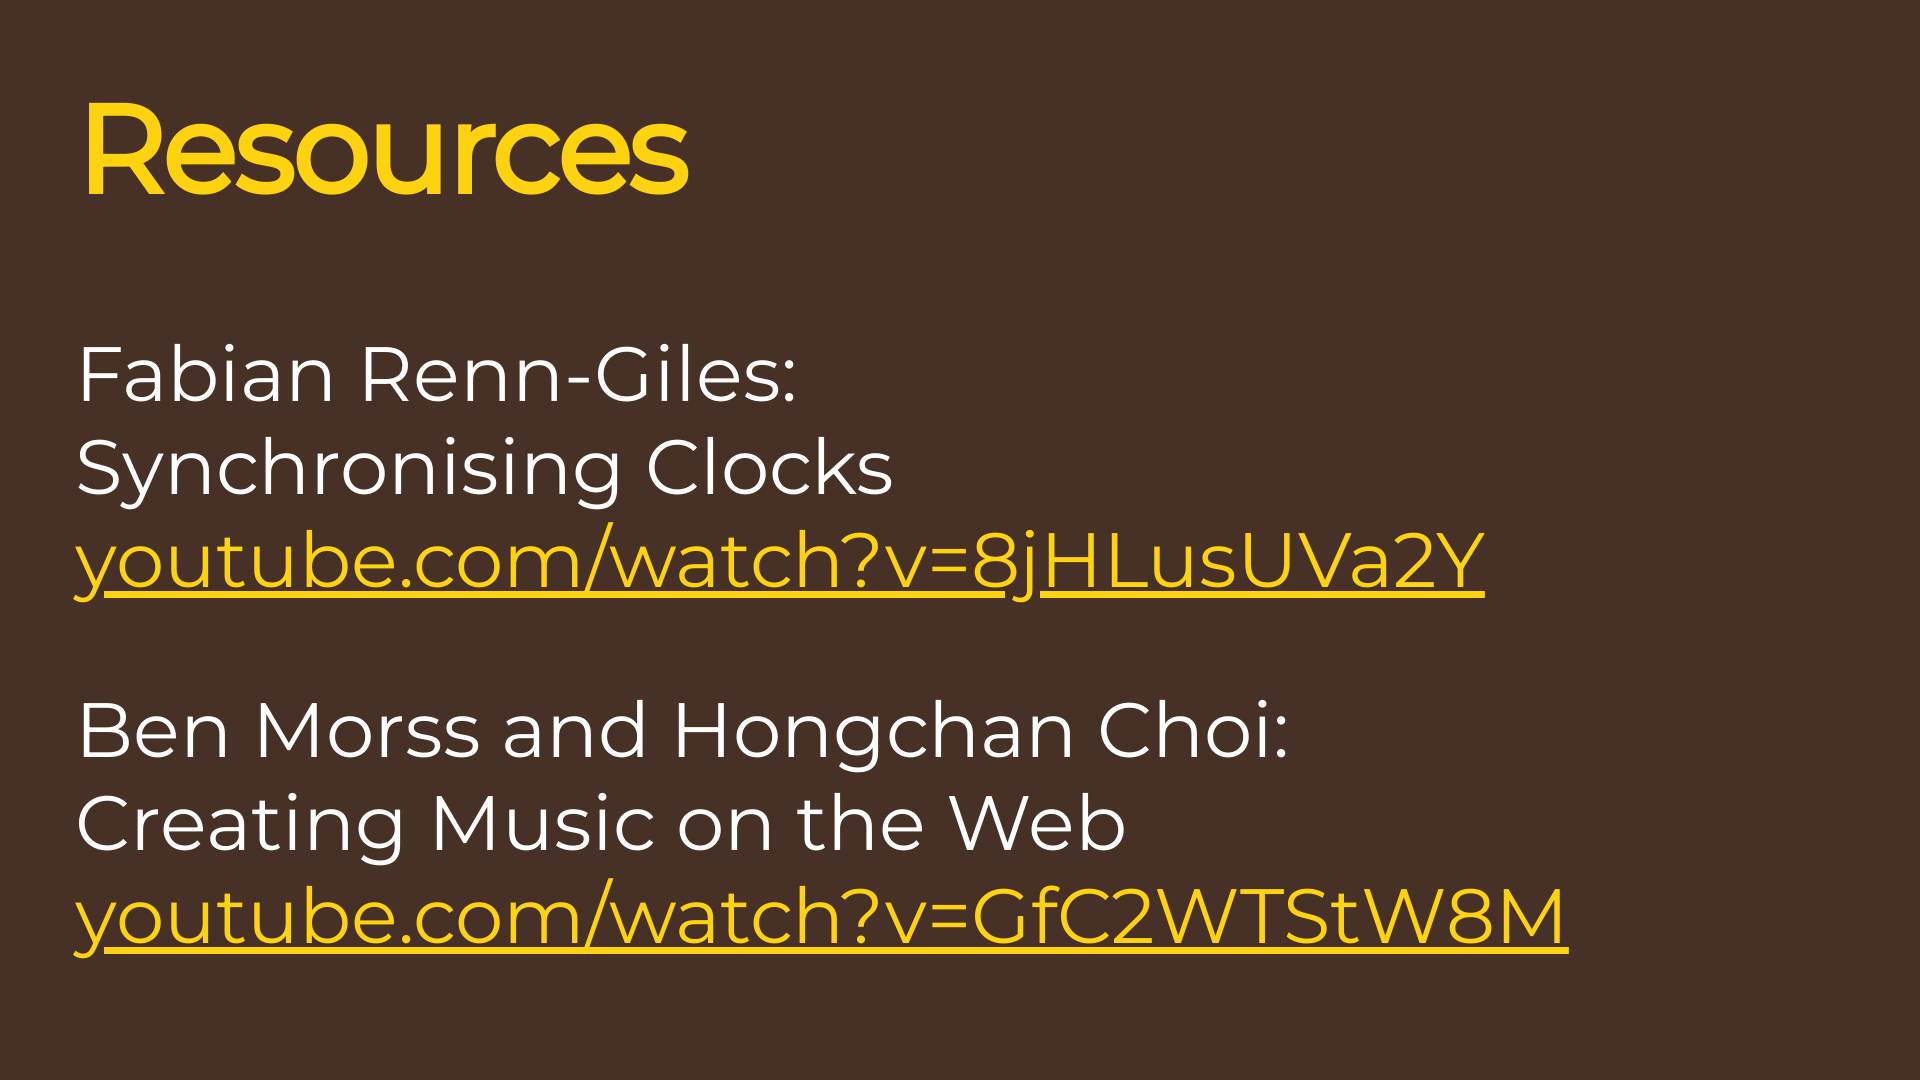 Resources
Fabian Renn-Giles:
Synchronising Clocks
youtube.com/watch?v=8jHLusUVa2Y
Ben Morss and Hongchan Choi:
Creating Music on the Web
youtube.com/watch?v=GfC2WTStW8M